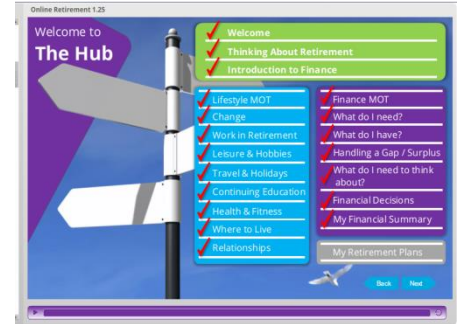 Online Retirement 1.25
Welcome to
The Hub
Welcome
Thinking About Retirement
Introduction to Finance
Lifestyle MOT
Change
Work in Retirement
Leisure & Hobbies
Travel & Holidays
Continuing Education
Health & Fitness
Where to Live
Relationships
Finance MOT
What do I need?
What do I have?
Handling a Gap / Surplus
What do I need to think
about?
Financial Decisions
My Financial Summary
My Retirement Plans
Back
Next